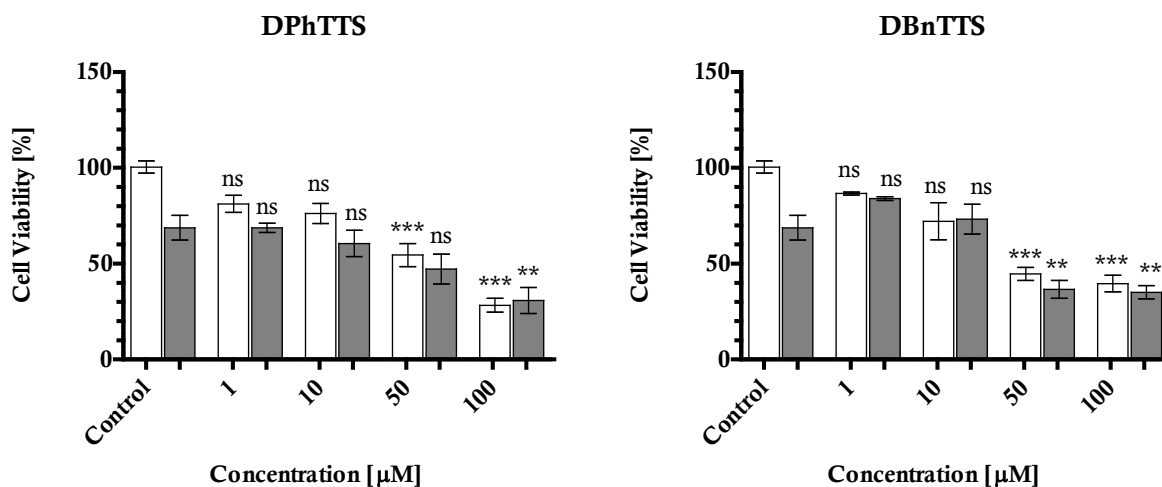 DPhTTS
150
100
50
0
Cell Viability [%]
ns
ns
ns
ns
***
ns
***
**
Control
1
10
50
100
Concentration [μM]
DBnTTS
150
100
50
0
Cell Viability [%]
ns
ns
ns
ns
***
**
***
**
Control
1
10
50
100
Concentration [μM]